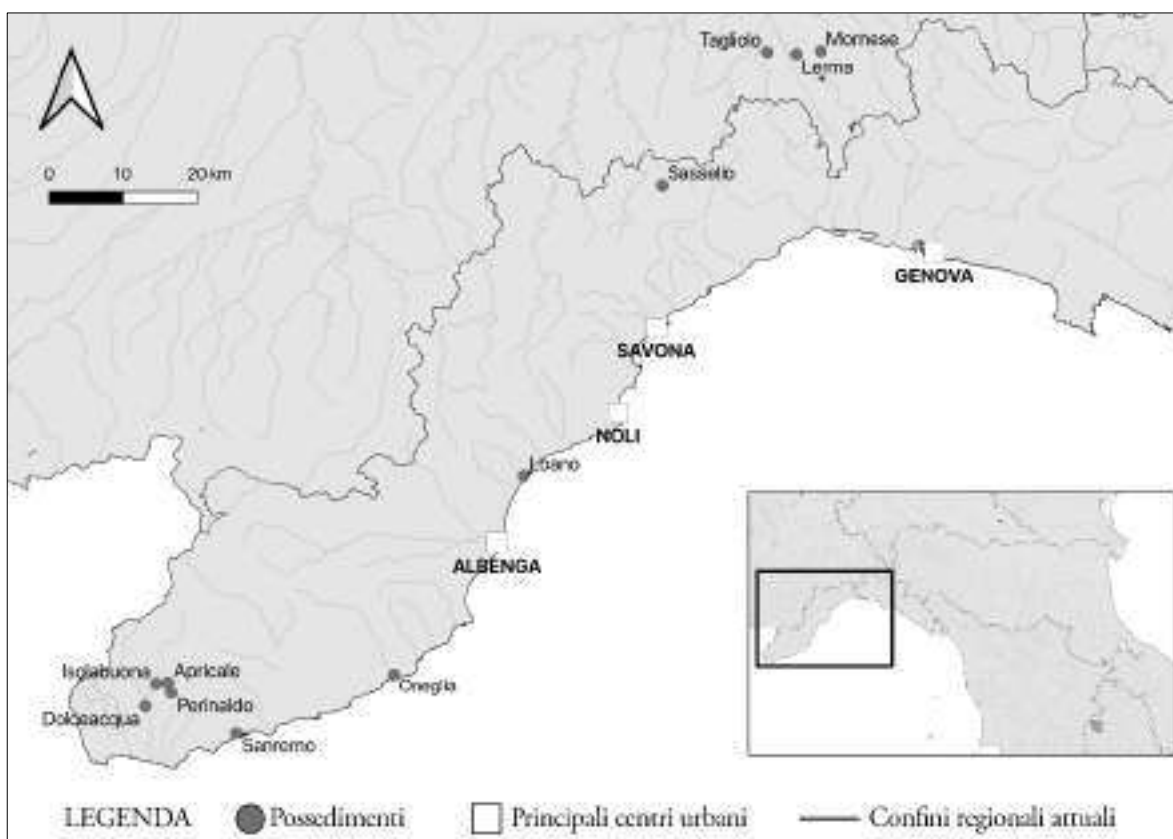 Tagliolo
Mornese
Lerma
0 10 20 km
Sassello
GENOVA
SAVONA
NOLI
Loano
ALBENGA
Isolabuona
Apricale
Perinaldo
Dolceacqua
Oneglia
Sanremo
LEGENDA Possedimenti Principali centri urbani Confini regionali attuali